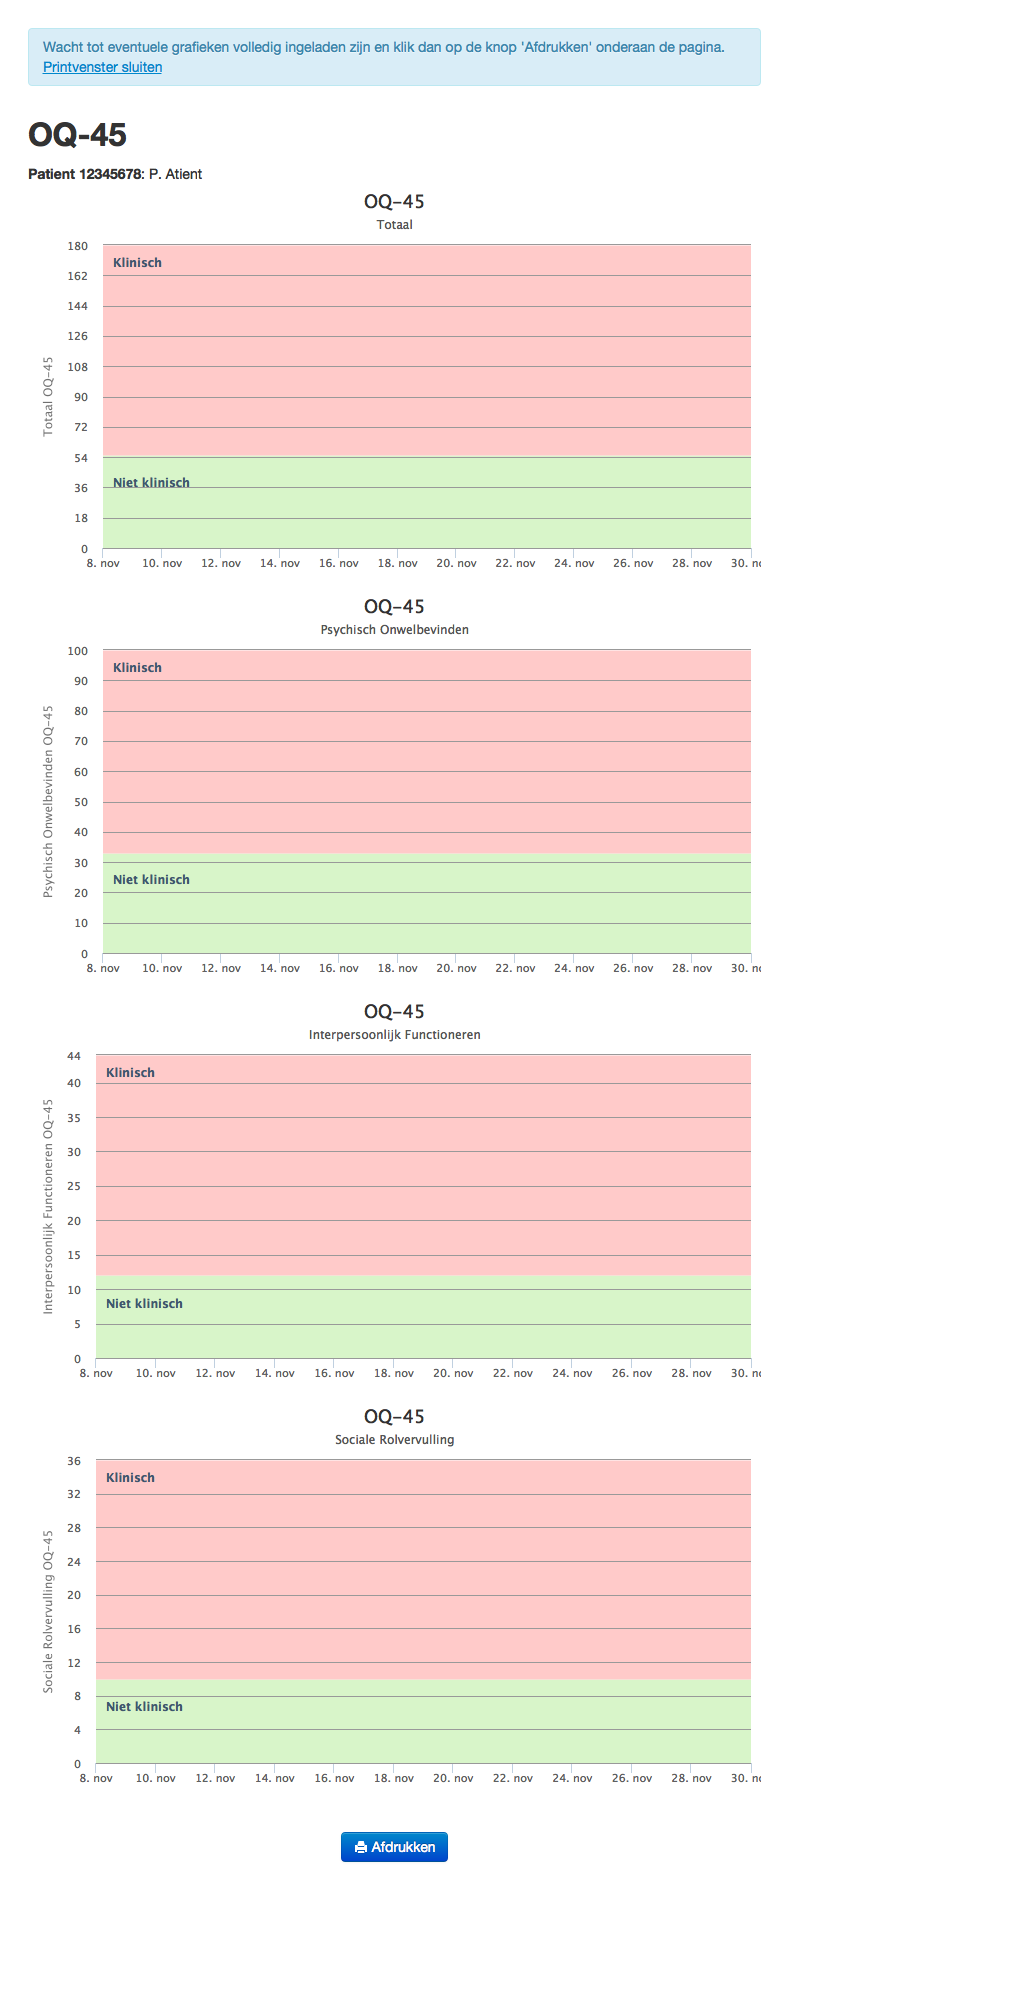 Wacht tot eventuele grafieken volledig ingeladen zijn en klik dan op de knop 'Afdrukken' onderaan de pagina.
Printvenster sluiten
OQ-45
Patient 12345678: P. Atient
OQ-45
Totaal
Totaal OQ-45
180
162
144
126
108
90
72
54
36
18
0
Klinisch
Niet klinisch
8. nov 10. nov 12. nov 14. nov 16. nov 18. nov 20. nov 22. nov 24. nov 26. nov 28. nov 30. no
OQ-45
Psychisch Onwelbevinden
Psychisch Onwelbevinden OQ-45
100
90
80
70
60
50
40
30
20
10
0
Klinisch
Niet klinisch
8. nov 10. nov 12. nov 14. nov 16. nov 18. nov 20. nov 22. nov 24. nov 26. nov 28. nov 30. no
OQ-45
Interpersoonlijk Functioneren
Interpersoonlijk Functioneren OQ-45
44
40
35
30
25
20
15
10
5
0
Klinisch
Niet klinisch
8. nov 10. nov 12. nov 14. nov 16. nov 18. nov 20. nov 22. nov 24. nov 26. nov 28. nov 30. no
OQ-45
Sociale Rolvervulling
Sociale Rolvervulling OQ-45
36
32
28
24
20
16
12
8
4
0
Klinisch
Niet klinisch
8. nov 10. nov 12. nov 14. nov 16. nov 18. nov 20. nov 22. nov 24. nov 26. nov 28. nov 30. no
Afdrukken